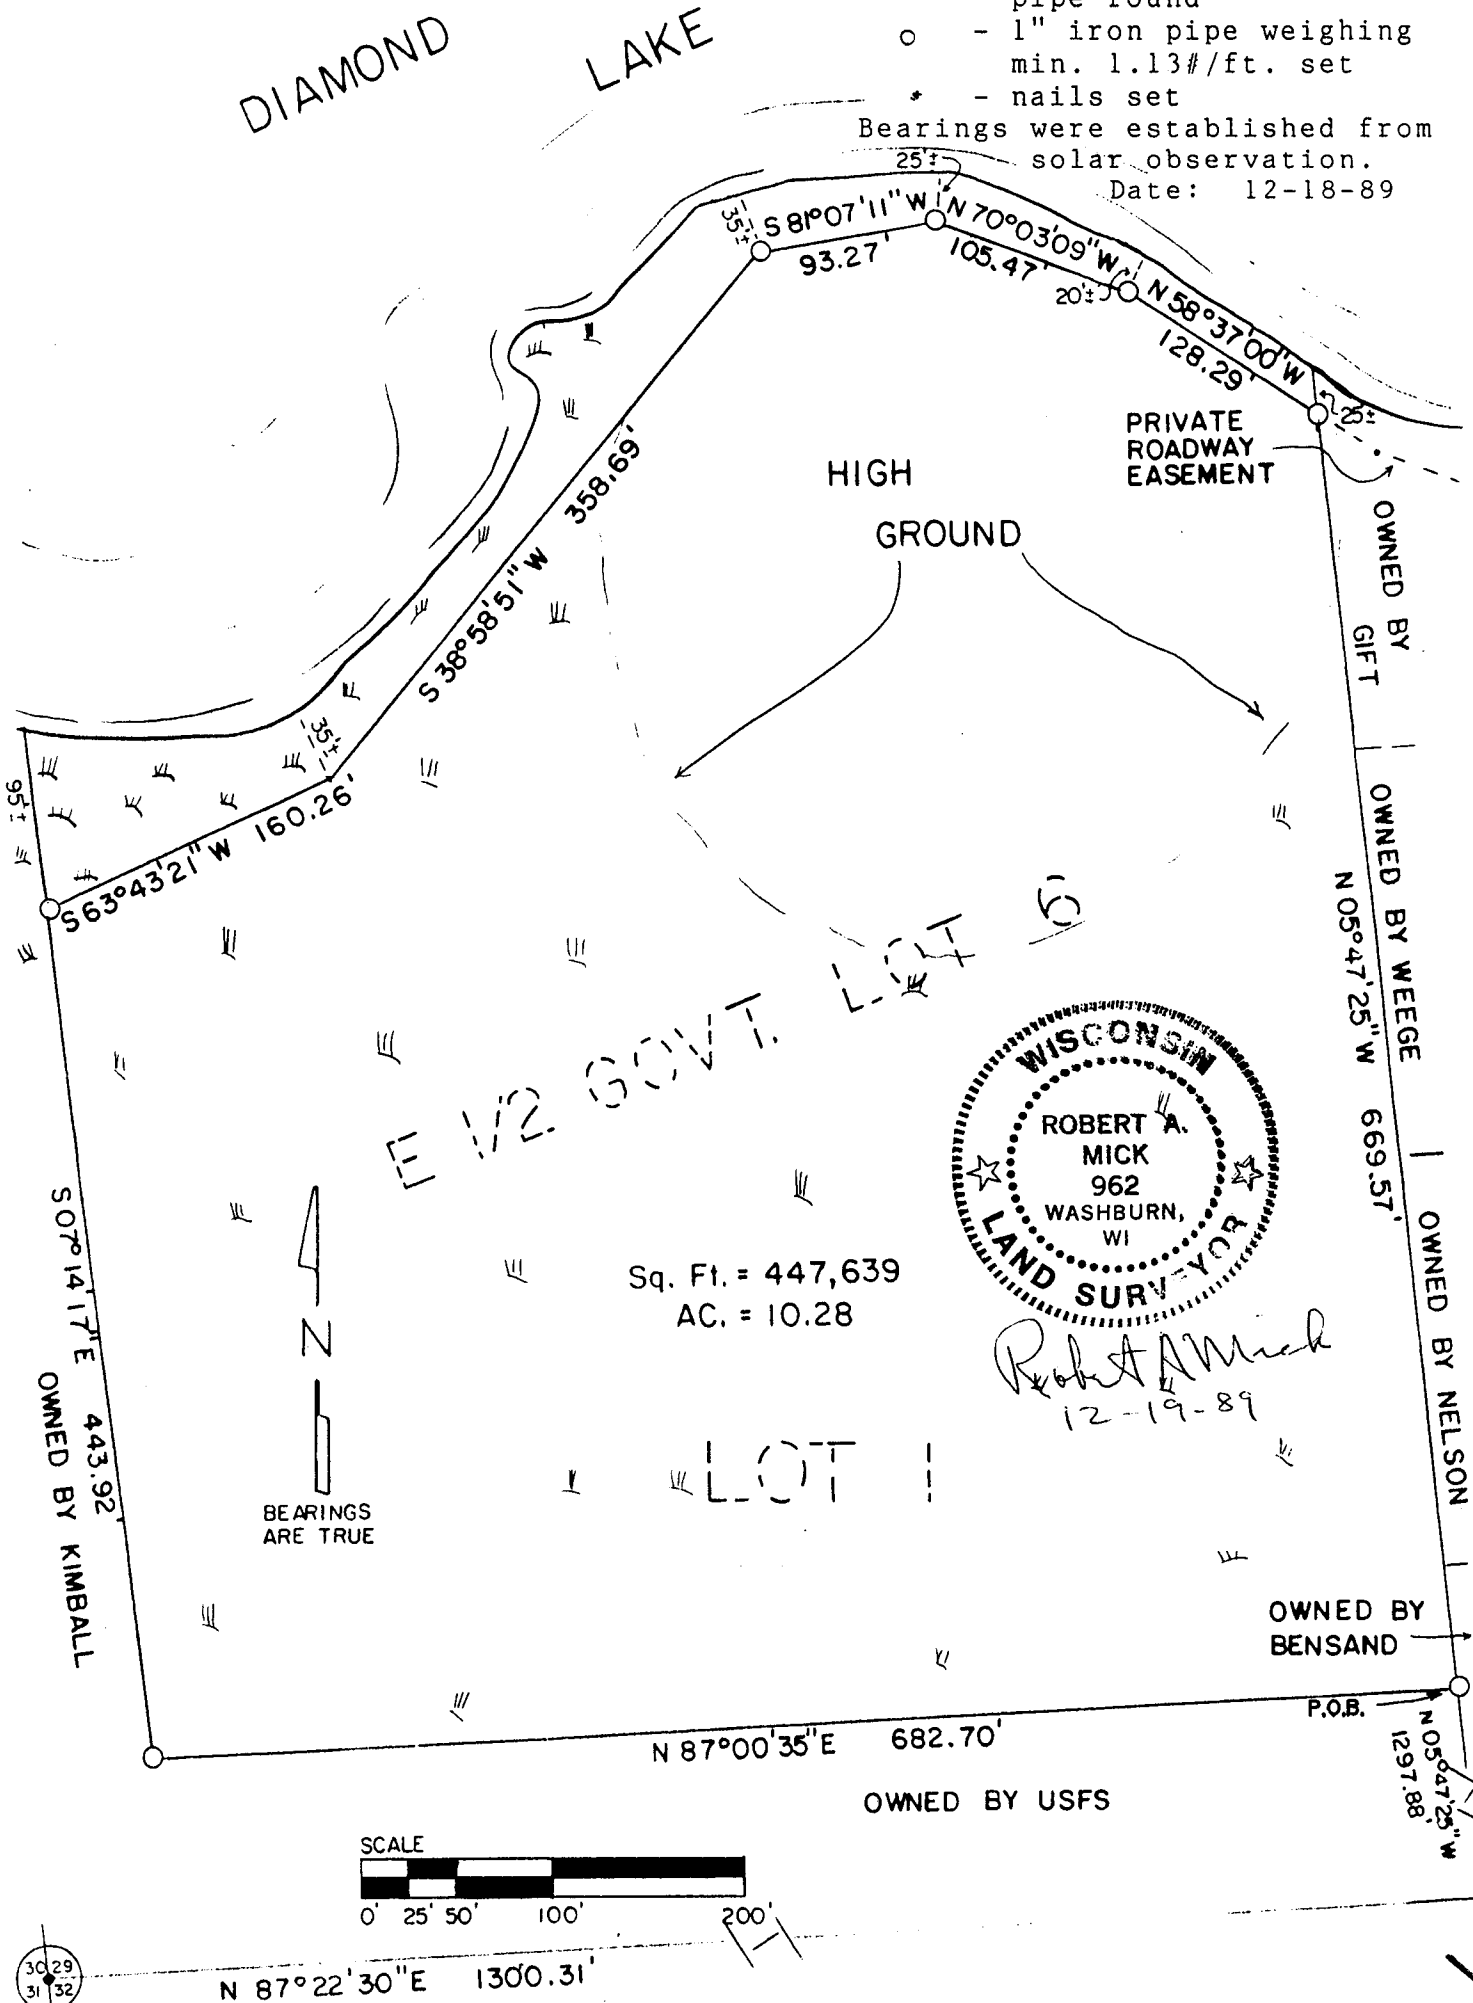 DIAMOND LAKE
o - 1" iron pipe weighing
min. 1.13#/ft. set
* - nails set
Bearings were established from
solar observation.
Date: 12-18-89
25'±
35'±
S 81°07'11" W
93.27'
N 70°03'09" W
105.47'
20'±
N 58°37'00" W
128.29'
25'±
PRIVATE
ROADWAY
EASEMENT
HIGH
GROUND
358.69'
S 38°58'51" W
OWNED BY
GIFT
35'±
95'±
S 63°43'21" W 160.26'
OWNED BY WEEGE
N 05°47'25" W 669.57'
E 1/2 GOVT. LOT 6
WISCONSIN
ROBERT A.
MICK
962
WASHBURN,
WI
LAND SURVEYOR
Robert A Mick
12-19-89
Sq. Ft. = 447,639
AC. = 10.28
S 07°14'17" E 443.92'
OWNED BY KIMBALL
N
BEARINGS
ARE TRUE
LOT 1
OWNED BY NELSON
OWNED BY
BENSAND
P.O.B.
N 05°47'25" W
1297.88'
N 87°00'35" E 682.70'
OWNED BY USFS
SCALE
0' 25' 50' 100' 200'
30 29
31 32
N 87°22'30" E 1300.31'